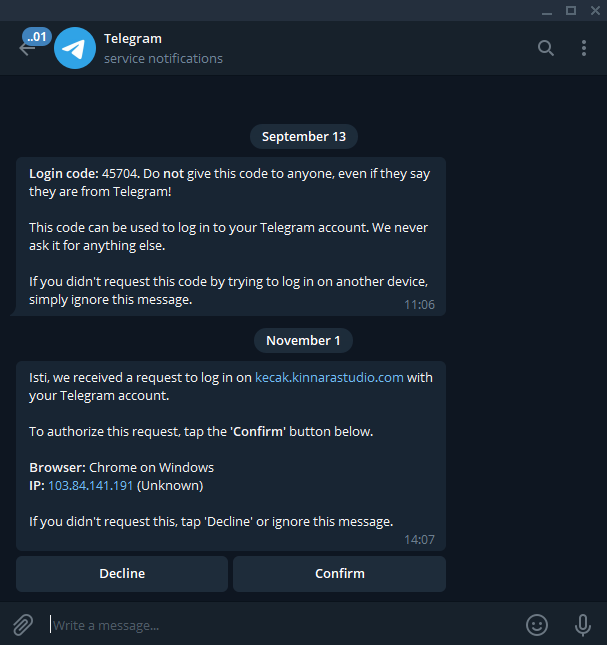 ..01
Telegram
service notifications
September 13
Login code: 45704. Do not give this code to anyone, even if they say
they are from Telegram!
This code can be used to log in to your Telegram account. We never
ask it for anything else.
If you didn't request this code by trying to log in on another device,
simply ignore this message.
11:06
November 1
Isti, we received a request to log in on kecak.kinnarastudio.com with
your Telegram account.
To authorize this request, tap the 'Confirm' button below.
Browser: Chrome on Windows
IP: 103.84.141.191 (Unknown)
If you didn't request this, tap 'Decline' or ignore this message.
14:07
Decline
Confirm
Write a message...